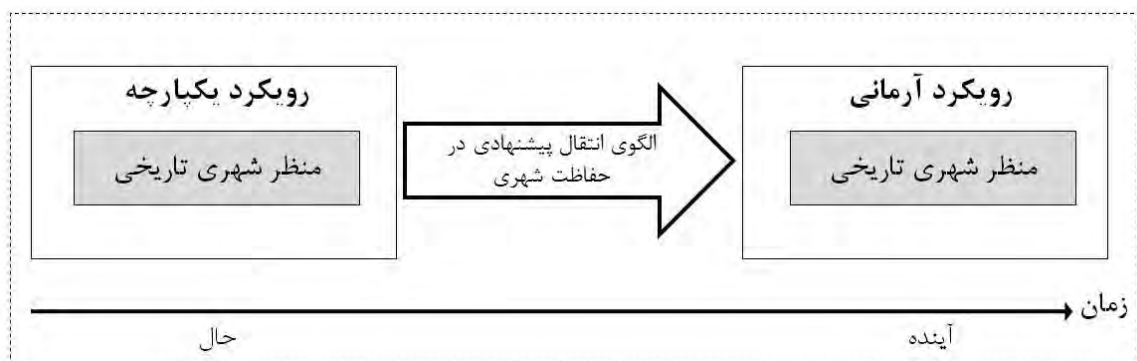 رویکرد یکپارچه
منظر شهری تاریخی
الگوی انتقال پیشنهادی در
حفاظت شهری
رویکرد آرمانی
منظر شهری تاریخی
زمان
حال
آینده